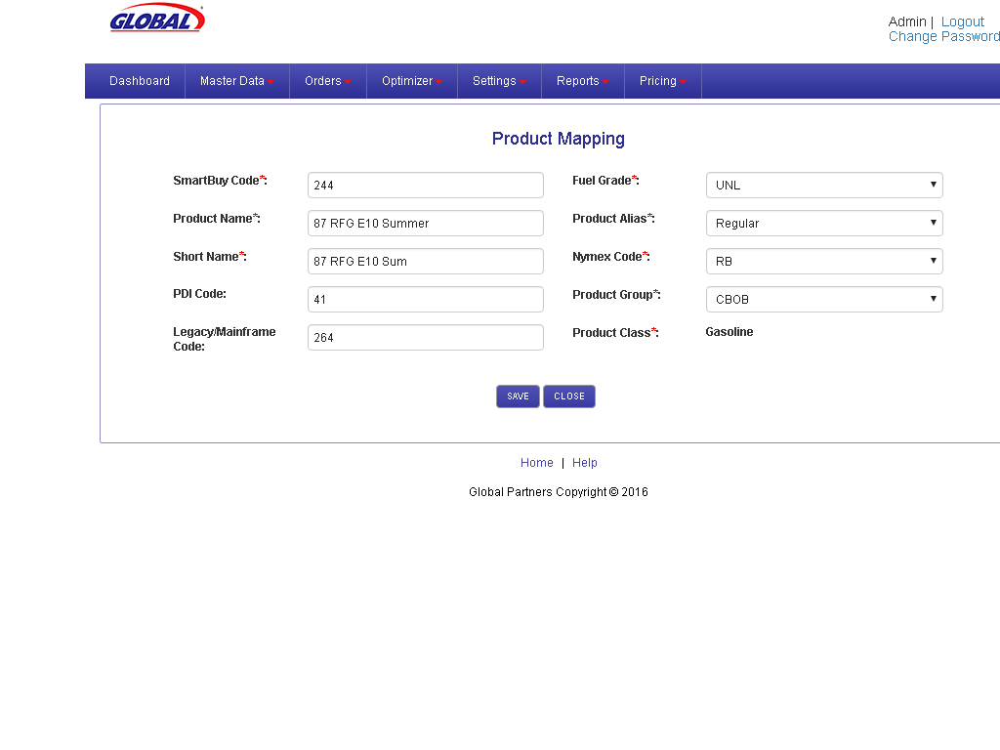 GLOBAL
Admin | Logout
Change Password
Dashboard Master Data Orders Optimizer Settings Reports Pricing
Product Mapping
SmartBuy Code*: 244 Fuel Grade*: UNL
Product Name*: 87 RFG E10 Summer Product Alias*: Regular
Short Name*: 87 RFG E10 Sum Nymex Code*: RB
PDI Code: 41 Product Group*: CBOB
Legacy/Mainframe
Code: 264 Product Class*: Gasoline
SAVE CLOSE
Home | Help
Global Partners Copyright © 2016